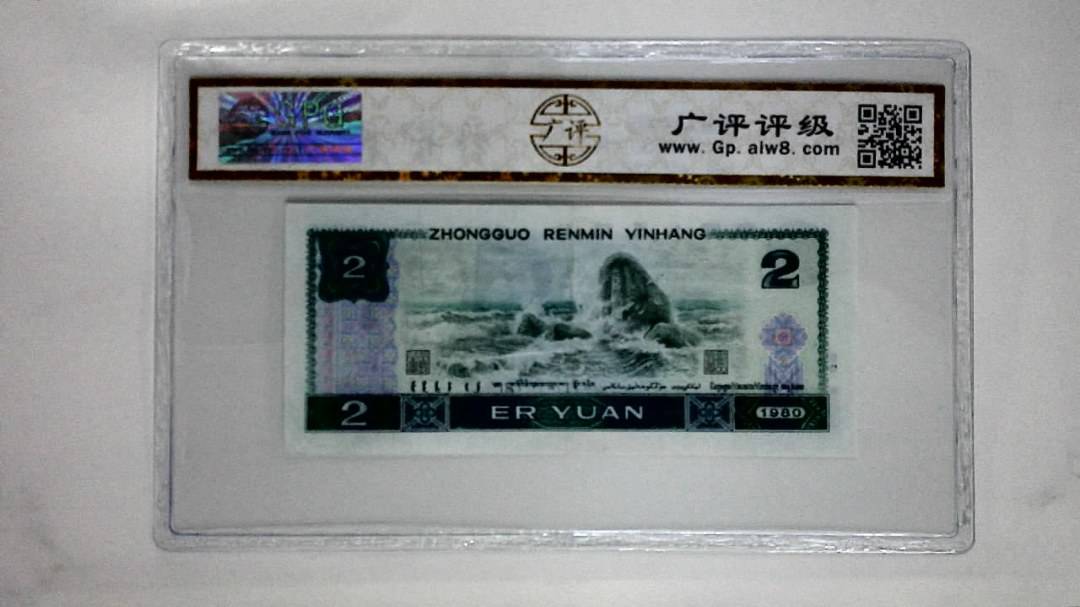 广评
广评评级
www. Gp. alw8. com
ZHONGGUO RENMIN YINHANG
2
2
2
ER YUAN
1980